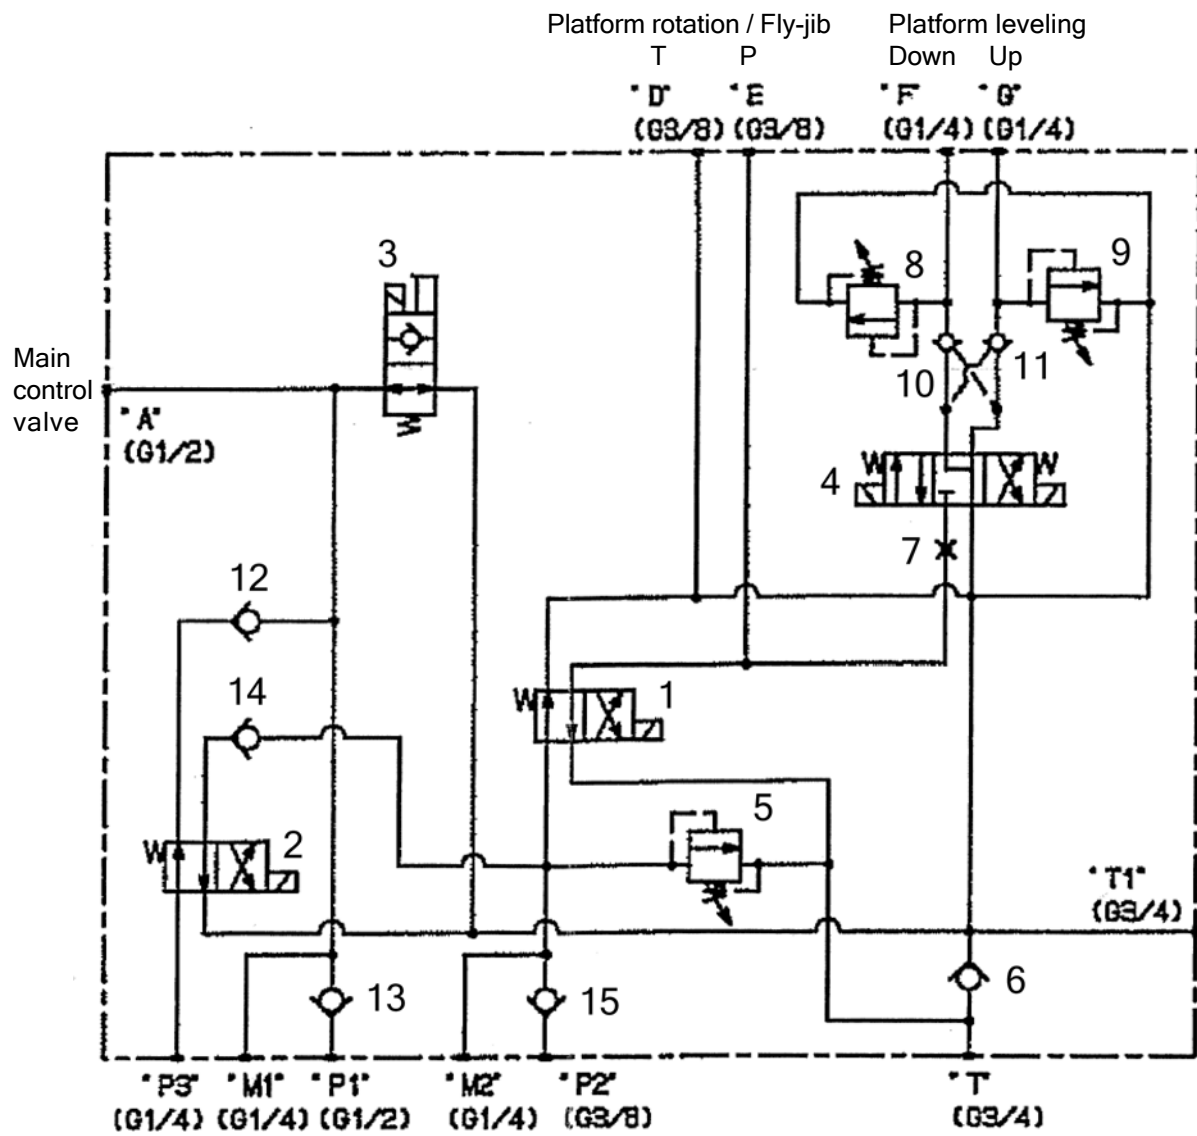 Platform rotation / Fly-jib Platform leveling
T P Down Up
"D" "E" "F" "G"
(G3/8) (G3/8) (G1/4) (G1/4)
3
8
9
Main
control
valve
10
11
"A"
(G1/2)
4
7
12
14
1
5
2
"T1"
(G3/4)
13
15
6
"P3" "M1" "P1" "M2" "P2" "T"
(G1/4) (G1/4) (G1/2) (G1/4) (G3/8) (G3/4)